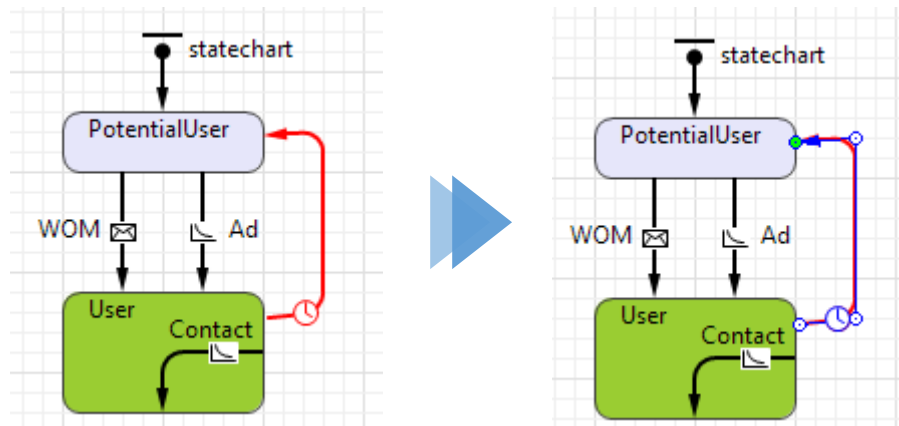 statechart
PotentialUser
WOM
Ad
User
Contact
statechart
PotentialUser
WOM
Ad
User
Contact